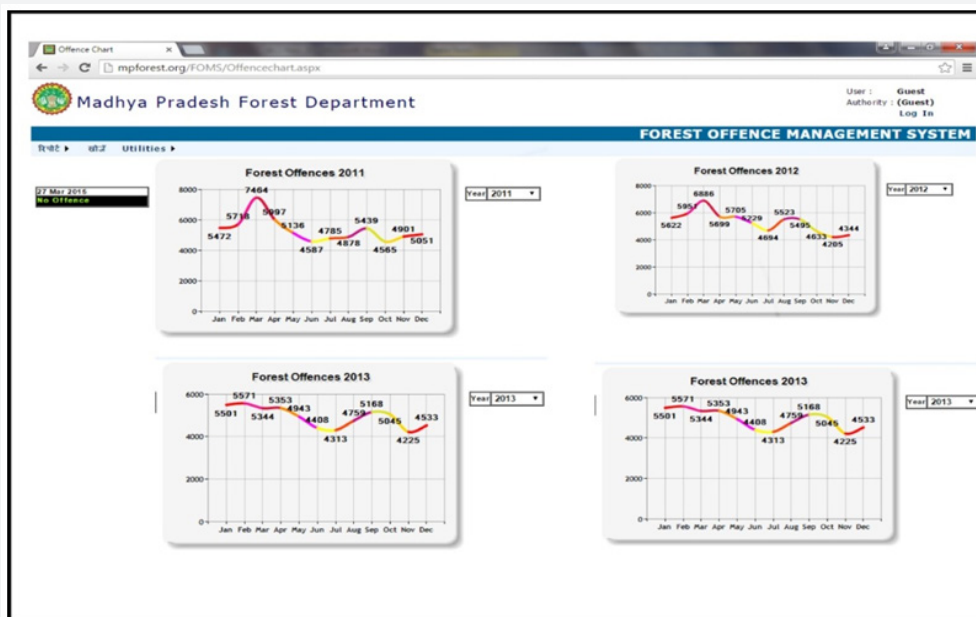 Offence Chart
mpforest.org/FOMS/Offencechart.aspx
Madhya Pradesh Forest Department
User : Guest
Authority : (Guest)
Log In
FOREST OFFENCE MANAGEMENT SYSTEM
रिपोर्ट खोजें Utilities
27 Mar 2015
No Offence
Forest Offences 2011
Year 2011
8000
6000
4000
2000
0
5472 5718 7464 5997 5136 4587 4785 4878 5439 4565 4901 5051
Jan Feb Mar Apr May Jun Jul Aug Sep Oct Nov Dec
Forest Offences 2012
Year 2012
8000
6000
4000
2000
0
5622 5957 6886 5699 5705 5229 4694 5523 5495 4633 4205 4344
Jan Feb Mar Apr May Jun Jul Aug Sep Oct Nov Dec
Forest Offences 2013
Year 2013
6000
4000
2000
0
5501 5571 5344 5353 4943 4408 4313 4759 5168 5045 4225 4533
Jan Feb Mar Apr May Jun Jul Aug Sep Oct Nov Dec
Forest Offences 2013
Year 2013
6000
4000
2000
0
5501 5571 5344 5353 4943 4408 4313 4759 5168 5045 4225 4533
Jan Feb Mar Apr May Jun Jul Aug Sep Oct Nov Dec